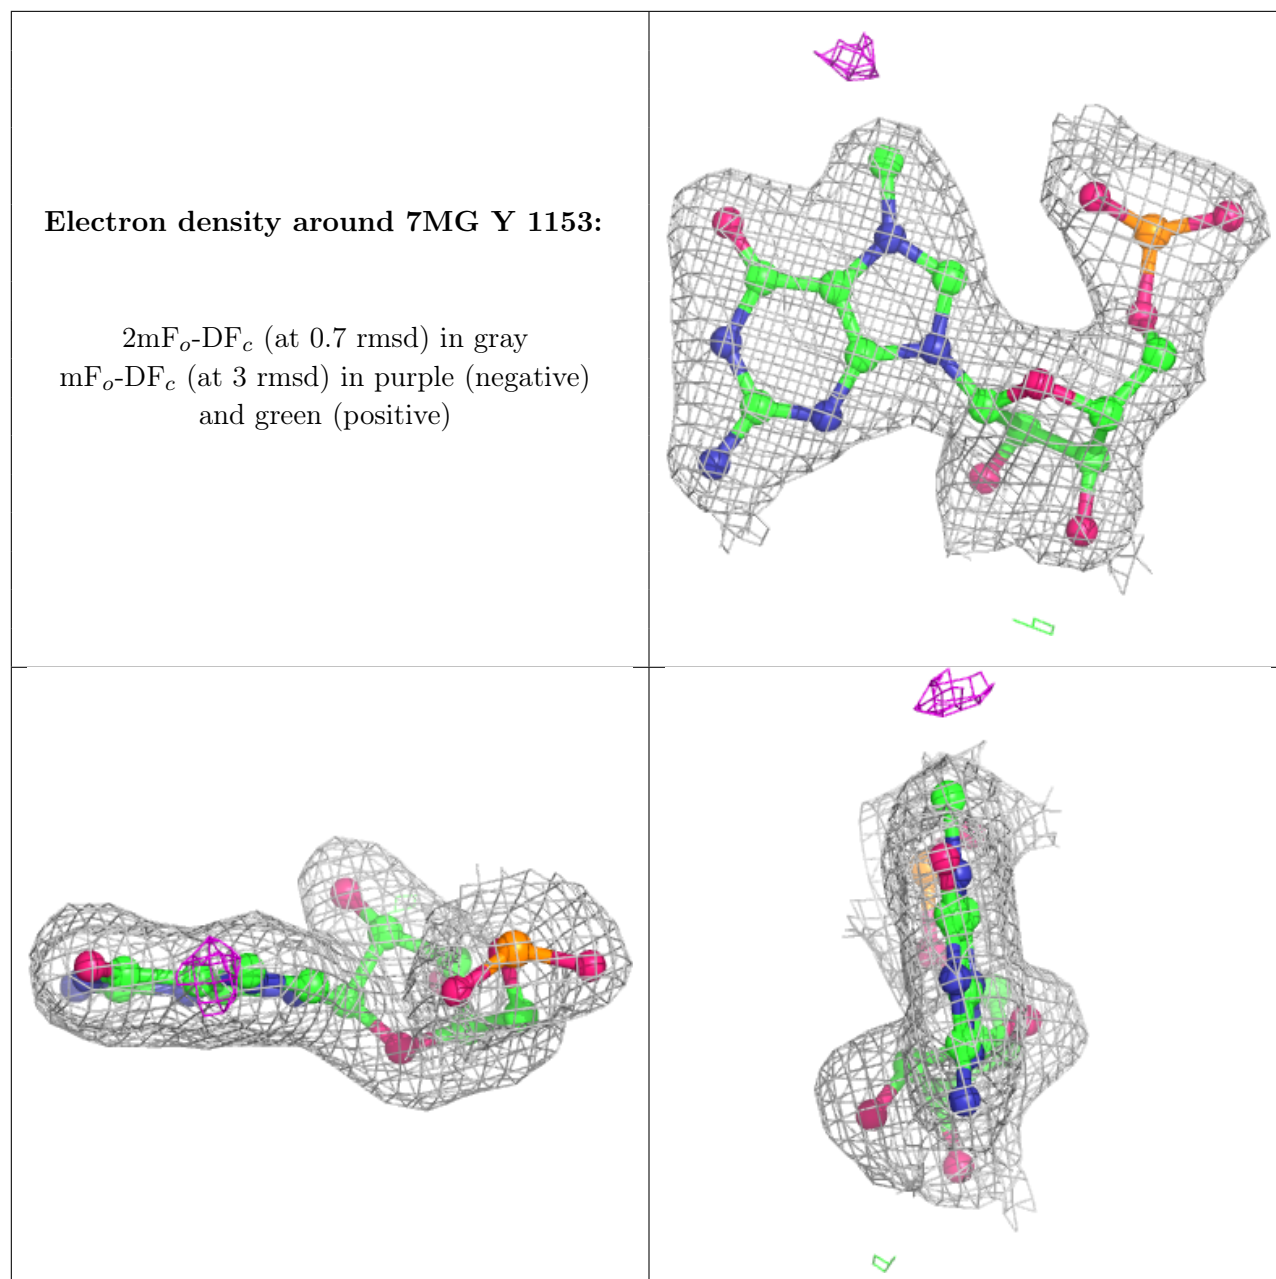 Electron density around 7MG Y 1153:
2mFo-DFc (at 0.7 rmsd) in gray
mFo-DFc (at 3 rmsd) in purple (negative)
and green (positive)